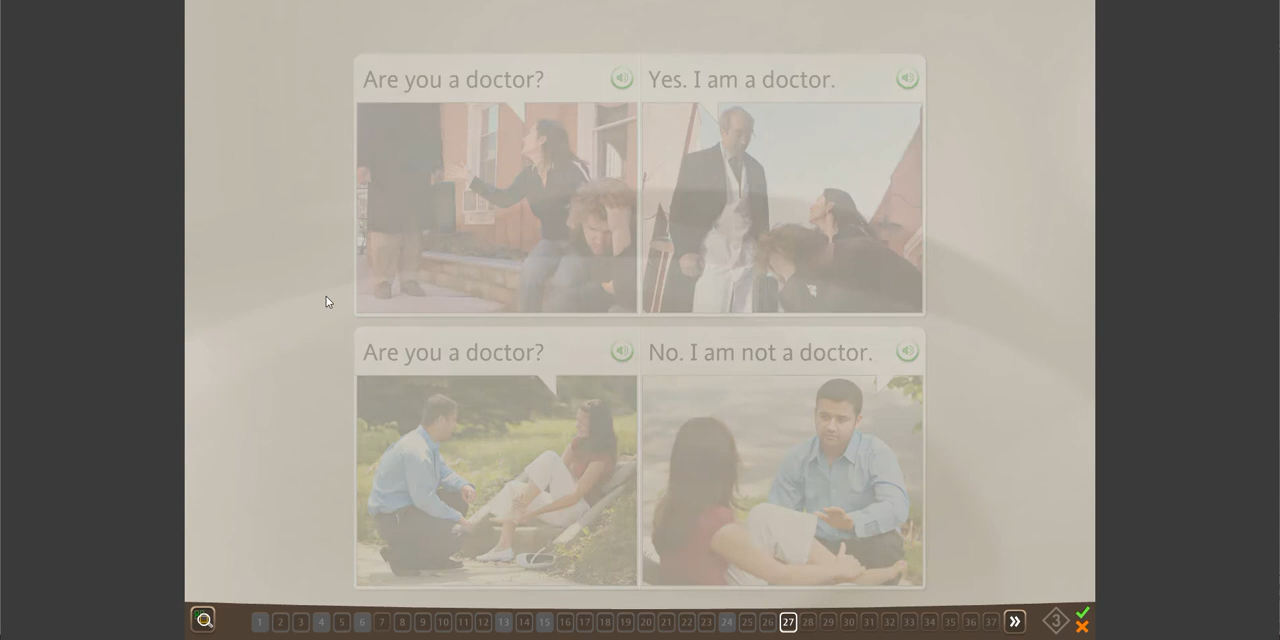 Are you a doctor?
Yes. I am a doctor.
Are you a doctor?
No. I am not a doctor.
1 2 3 4 5 6 7 8 9 10 11 12 13 14 15 16 17 18 19 20 21 22 23 24 25 26 27 28 29 30 31 32 33 34 35 36 37 » 3